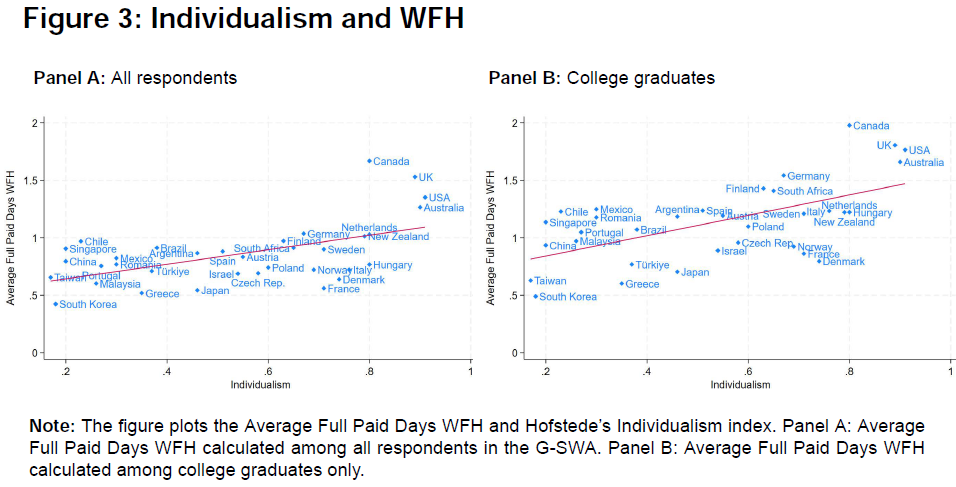 Figure 3: Individualism and WFH
Panel A: All respondents
Panel B: College graduates
Average Full Paid Days WFH
2
1.5
1
.5
0
Canada
UK
USA
Australia
Netherlands
New Zealand
Germany
Finland
South Africa
Sweden
Chile
Singapore
Brazil
Argentina
Spain
Austria
China
Mexico
Romania
Portugal
Türkiye
Taiwan
Malaysia
Israel
Poland
Czech Rep.
Norway
Italy
Hungary
Denmark
France
Greece
Japan
South Korea
.2
.4
.6
.8
1
Individualism
Average Full Paid Days WFH
2
1.5
1
.5
0
Canada
UK
USA
Australia
Germany
Finland
South Africa
Netherlands
Chile
Mexico
Romania
Singapore
Argentina
Spain
Austria
Sweden
Italy
Hungary
New Zealand
Portugal
Brazil
Poland
China
Malaysia
Czech Rep.
Norway
Israel
France
Denmark
Türkiye
Japan
Taiwan
Greece
South Korea
.2
.4
.6
.8
1
Individualism
Note: The figure plots the Average Full Paid Days WFH and Hofstede's Individualism index. Panel A: Average
Full Paid Days WFH calculated among all respondents in the G-SWA. Panel B: Average Full Paid Days WFH
calculated among college graduates only.